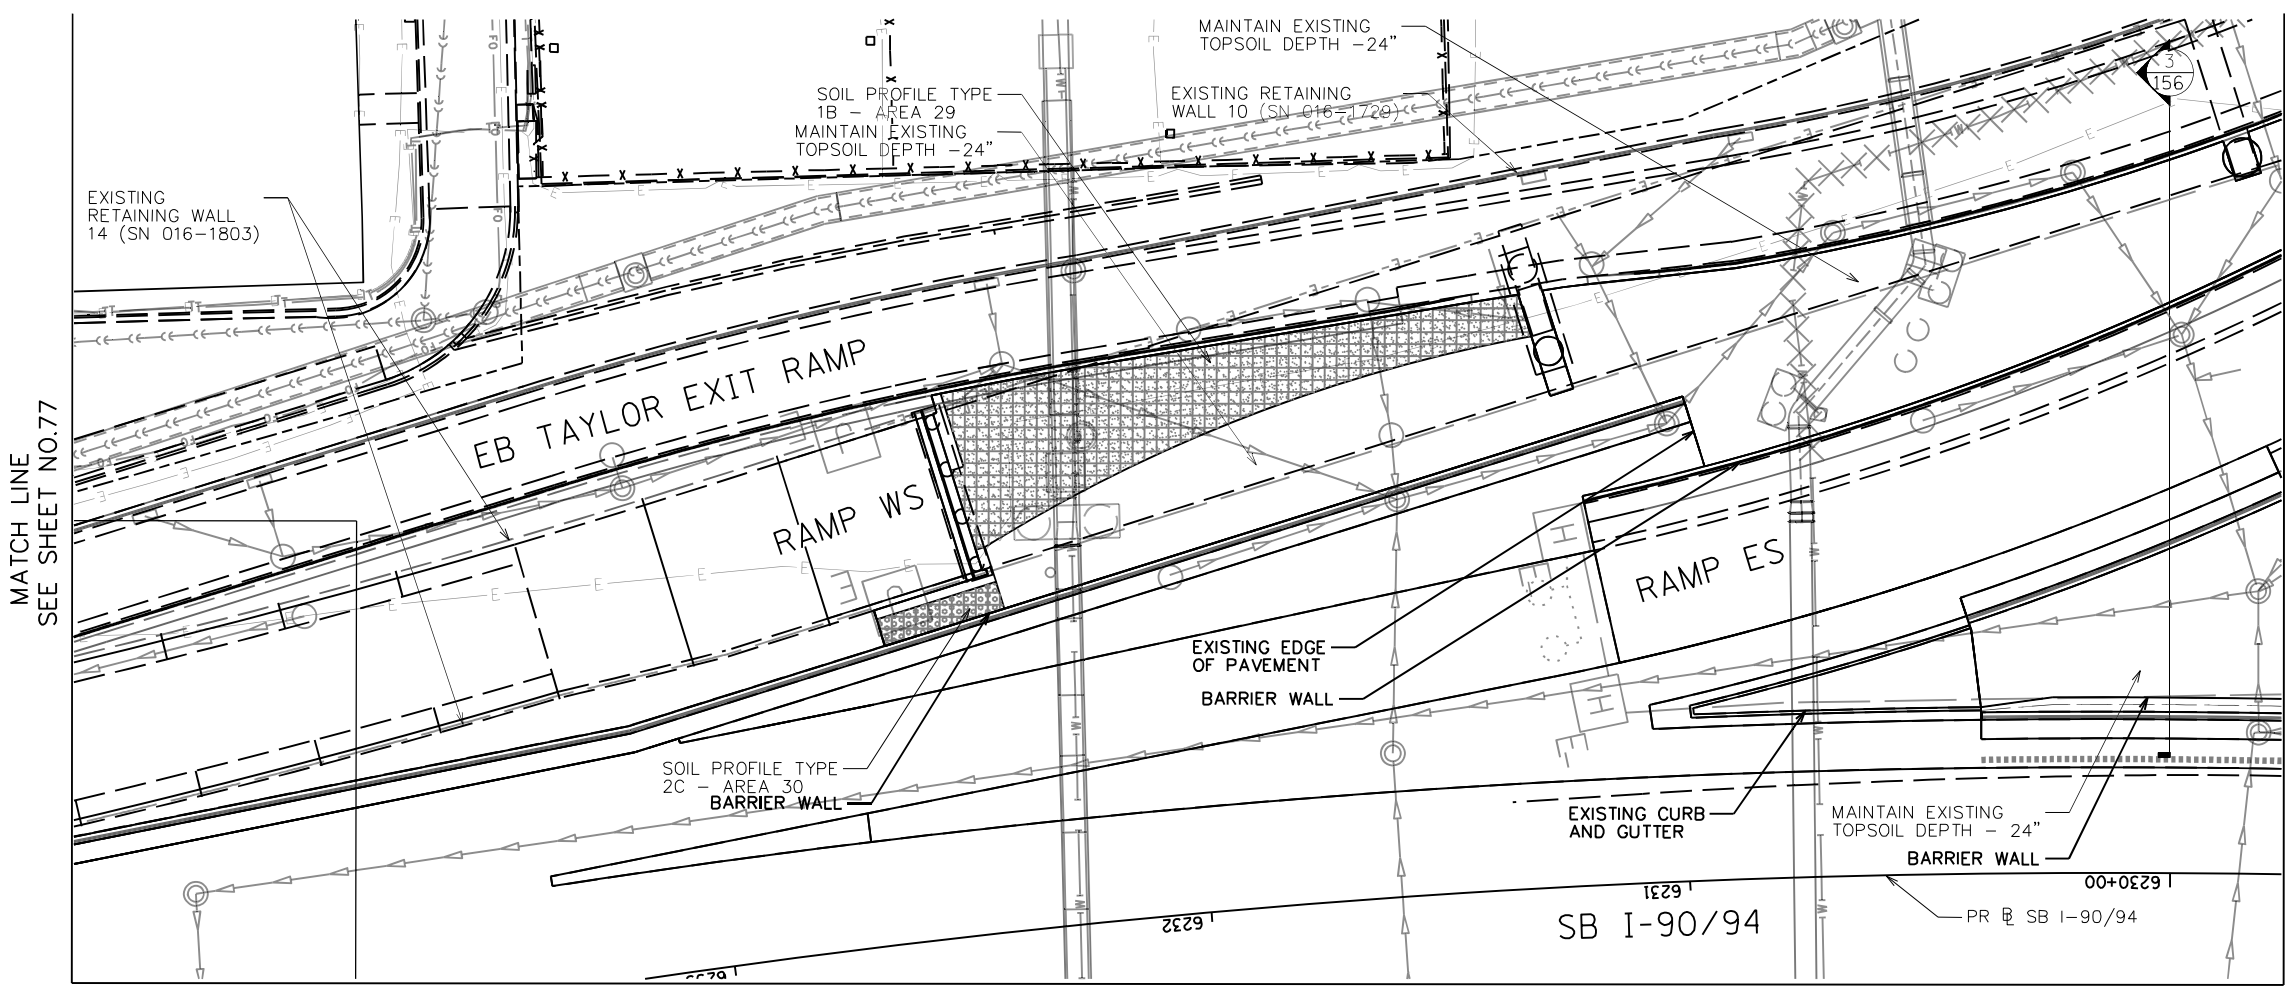 MAINTAIN EXISTING
TOPSOIL DEPTH -24"
SOIL PROFILE TYPE
1B - AREA 29
MAINTAIN EXISTING
TOPSOIL DEPTH -24"
EXISTING RETAINING
WALL 10 (SN 016-1729)
3
156
EXISTING
RETAINING WALL
14 (SN 016-1803)
EB TAYLOR EXIT RAMP
RAMP WS
RAMP ES
MATCH LINE
SEE SHEET NO.77
EXISTING EDGE
OF PAVEMENT
BARRIER WALL
SOIL PROFILE TYPE
2C - AREA 30
BARRIER WALL
EXISTING CURB
AND GUTTER
MAINTAIN EXISTING
TOPSOIL DEPTH - 24"
BARRIER WALL
6230+00
6231
6232
SB I-90/94
PR ⅊ SB I-90/94